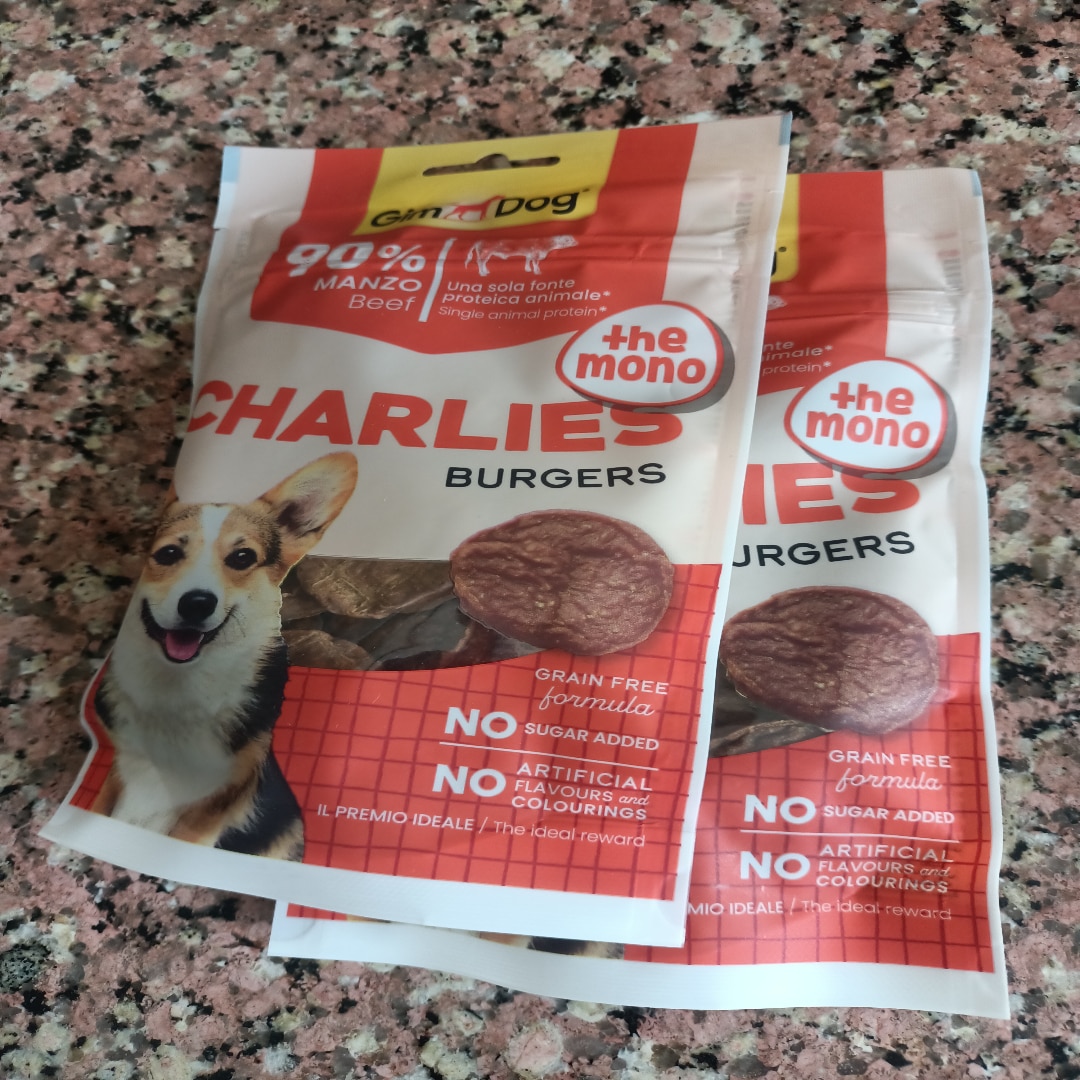 GimDog
90%
MANZO
Beef
Una sola fonte
proteica animale*
Single animal protein*
the
mono
CHARLIE'S
BURGERS
GRAIN FREE
formula
NO SUGAR ADDED
NO ARTIFICIAL
FLAVOURS and
COLOURINGS
IL PREMIO IDEALE / The ideal reward
nte
imale*
protein*
the
mono
IES
URGERS
GRAIN FREE
formula
NO SUGAR ADDED
NO ARTIFICIAL
FLAVOURS and
COLOURINGS
MIO IDEALE / The ideal reward